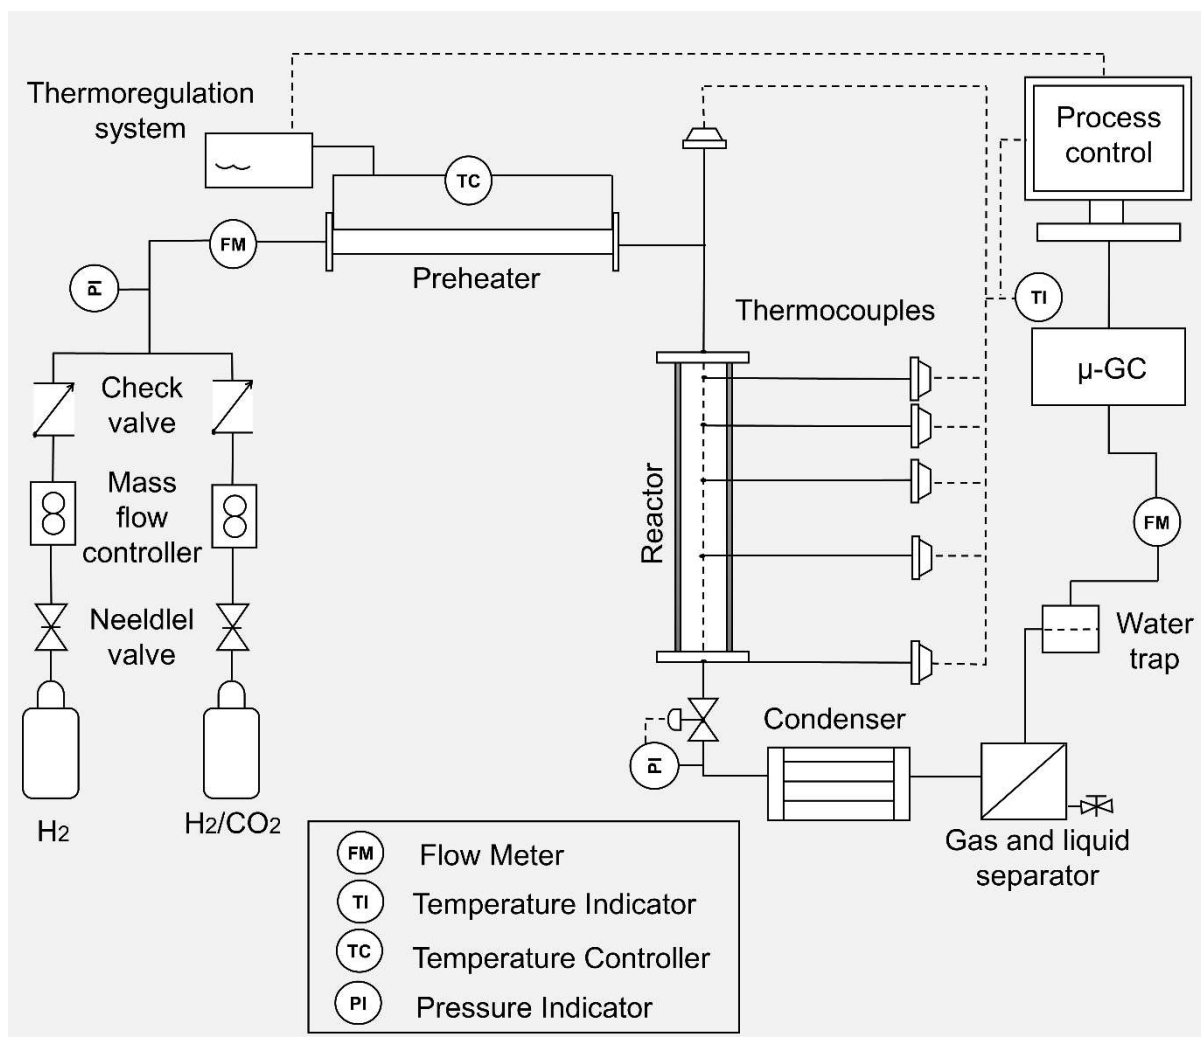 Thermoregulation
system
Process
control
TC
FM
PI
Preheater
TI
Thermocouples
μ-GC
Check
valve
Mass
flow
controller
Reactor
FM
Neeldlel
valve
Water
trap
Condenser
PI
H2
H2/CO2
Gas and liquid
separator
FM Flow Meter
TI Temperature Indicator
TC Temperature Controller
PI Pressure Indicator